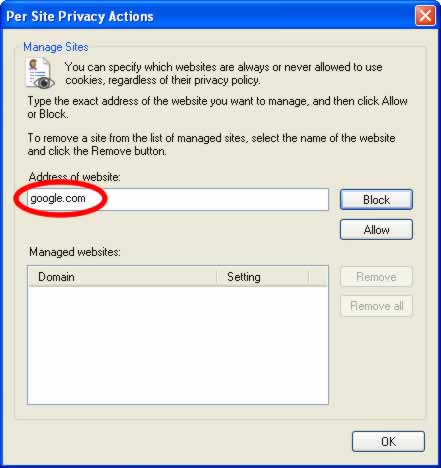 Per Site Privacy Actions
Manage Sites
You can specify which websites are always or never allowed to use
cookies, regardless of their privacy policy.
Type the exact address of the website you want to manage, and then click Allow
or Block.
To remove a site from the list of managed sites, select the name of the website
and click the Remove button.
Address of website:
google.com
Block
Allow
Managed websites:
Domain Setting
Remove
Remove all
OK